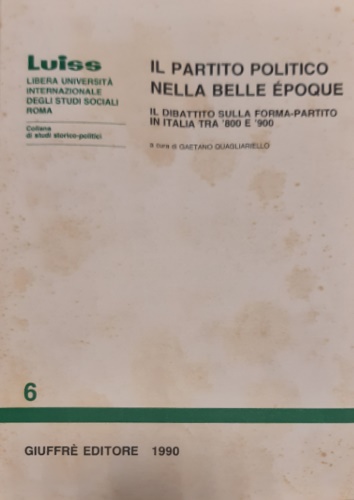 Luiss
LIBERA UNIVERSITÀ
INTERNAZIONALE
DEGLI STUDI SOCIALI
ROMA
Collana
di studi storico-politici
IL PARTITO POLITICO
NELLA BELLE ÉPOQUE
IL DIBATTITO SULLA FORMA-PARTITO
IN ITALIA TRA '800 E '900
a cura di GAETANO QUAGLIARIELLO
6
GIUFFRÈ EDITORE 1990